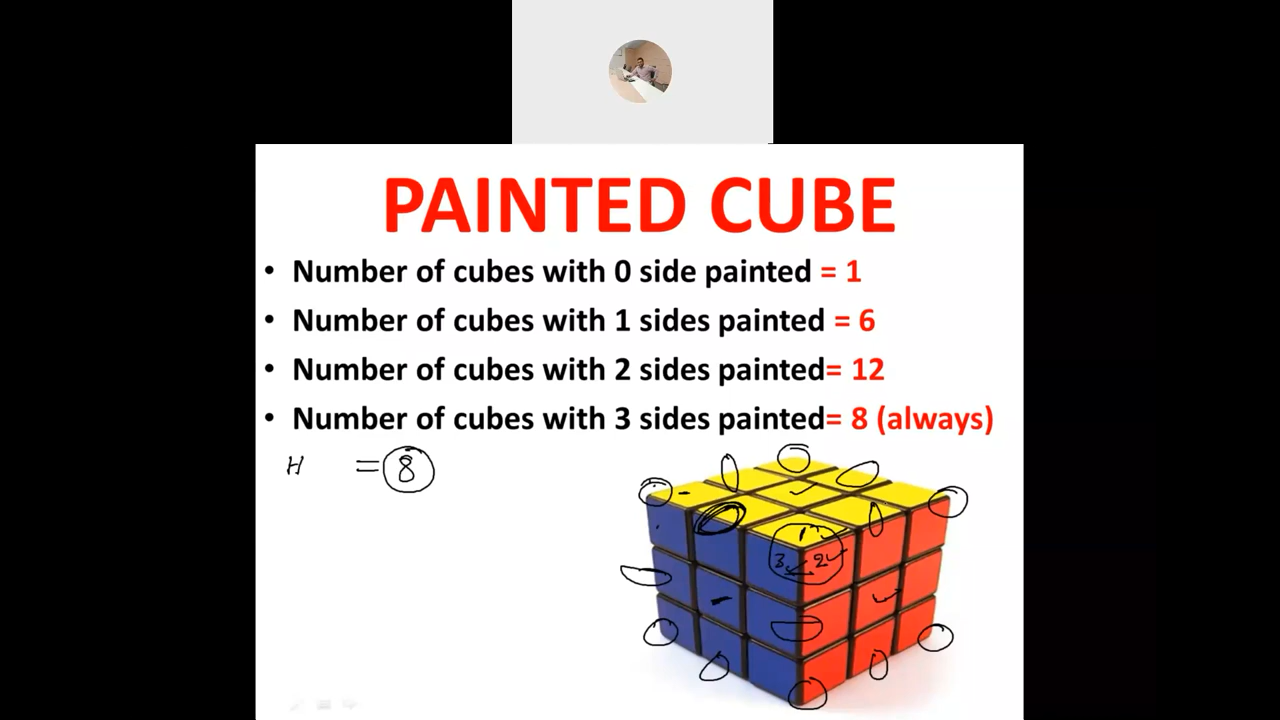 PAINTED CUBE
• Number of cubes with 0 side painted = 1
• Number of cubes with 1 sides painted = 6
• Number of cubes with 2 sides painted= 12
• Number of cubes with 3 sides painted= 8 (always)
H = 8
1
3 2